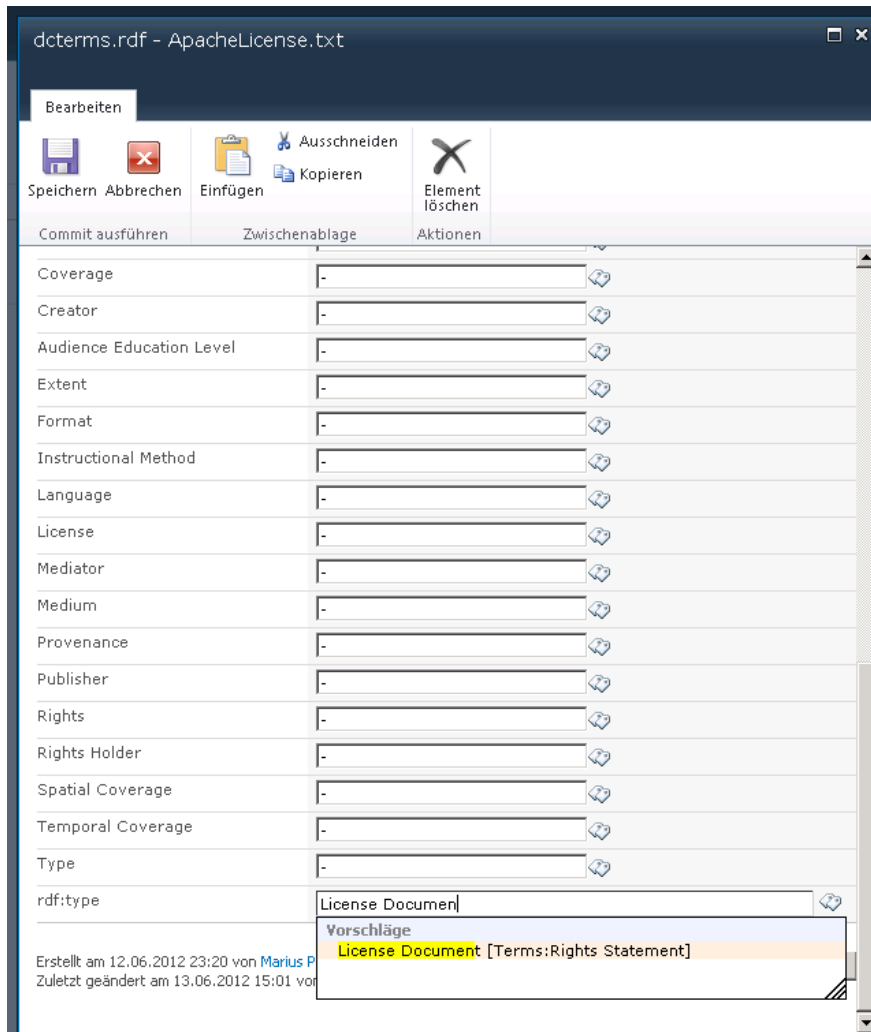 dcterms.rdf - ApacheLicense.txt
Bearbeiten
Speichern Abbrechen Einfügen Ausschneiden
Kopieren
Element
löschen
Commit ausführen Zwischenablage Aktionen
Coverage -
Creator -
Audience Education Level -
Extent -
Format -
Instructional Method -
Language -
License -
Mediator -
Medium -
Provenance -
Publisher -
Rights -
Rights Holder -
Spatial Coverage -
Temporal Coverage -
Type -
rdf:type License Documen
Vorschläge
License Document [Terms:Rights Statement]
Erstellt am 12.06.2012 23:20 von Marius P
Zuletzt geändert am 13.06.2012 15:01 vo